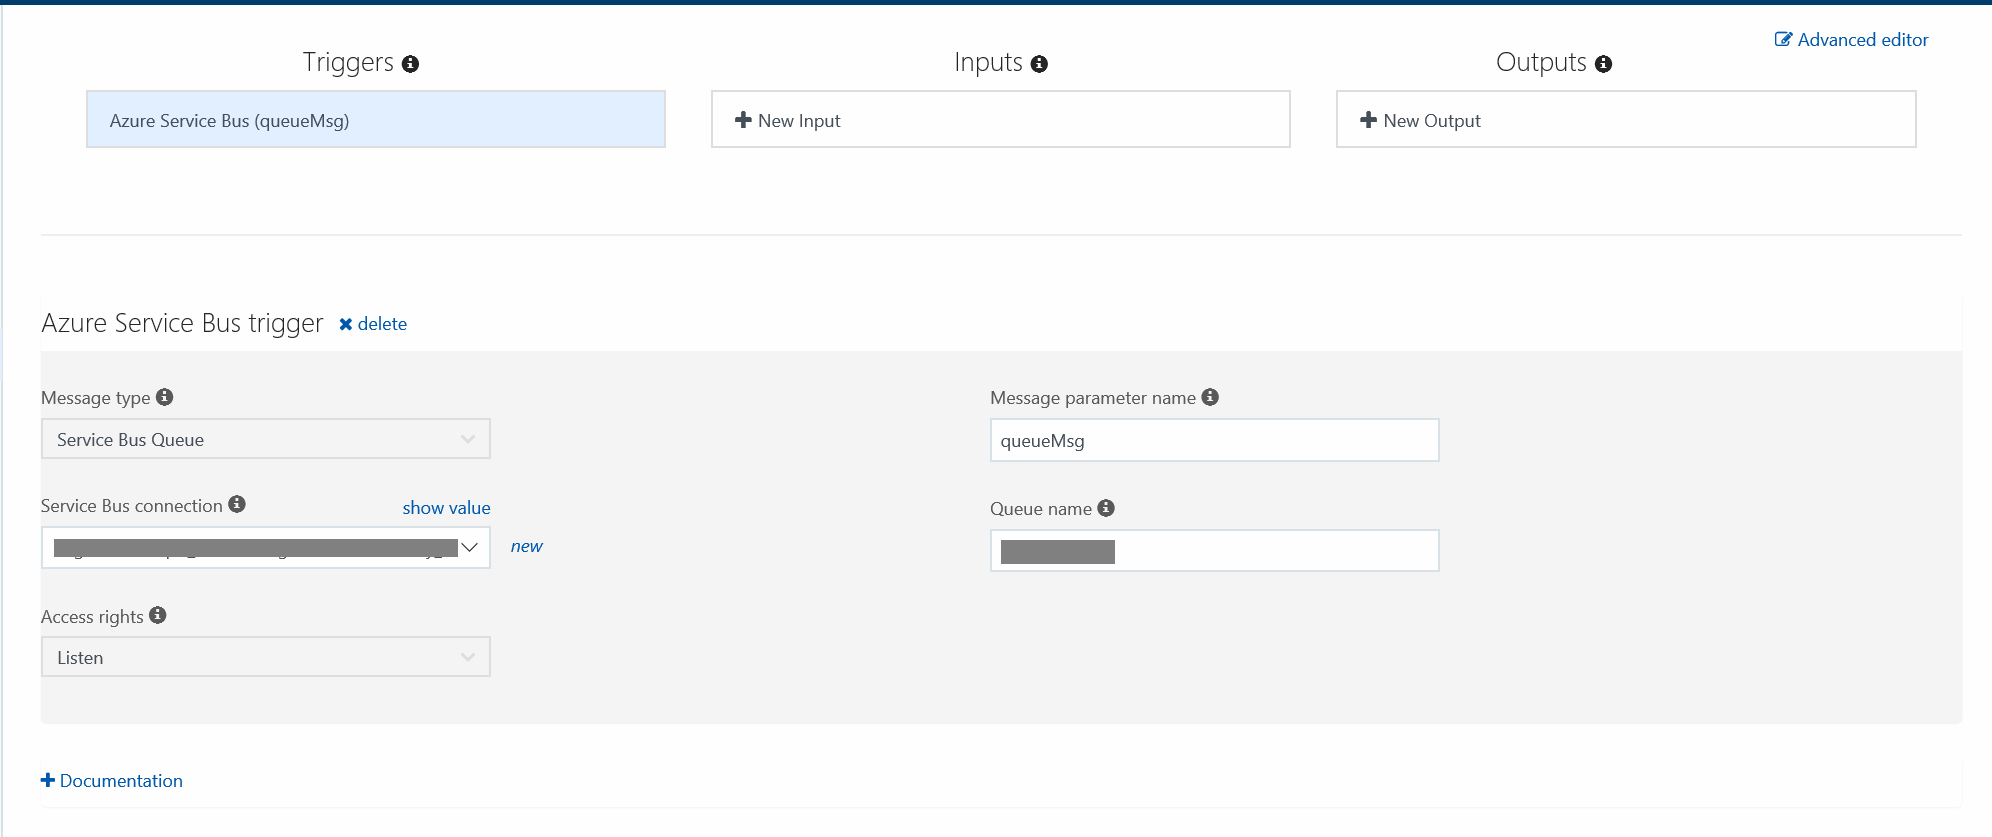 Advanced editor
Triggers
Inputs
Outputs
Azure Service Bus (queueMsg)
New Input
New Output
Azure Service Bus trigger
delete
Message type
Message parameter name
Service Bus Queue
queueMsg
Service Bus connection
show value
Queue name
new
Access rights
Listen
Documentation